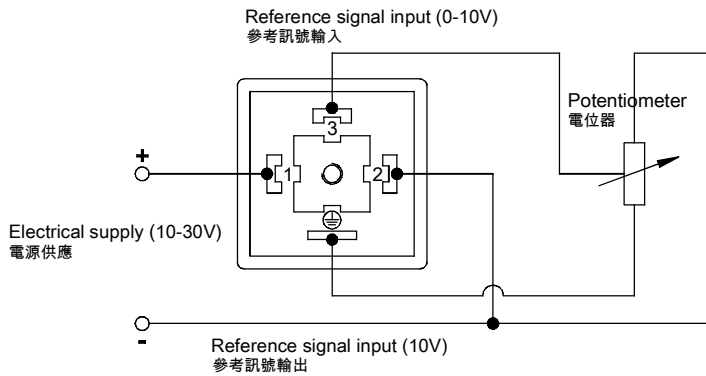 Reference signal input (0-10V)
參考訊號輸入
Potentiometer
電位器
3
+
1
2
Electrical supply (10-30V)
電源供應
-
Reference signal input (10V)
參考訊號輸出